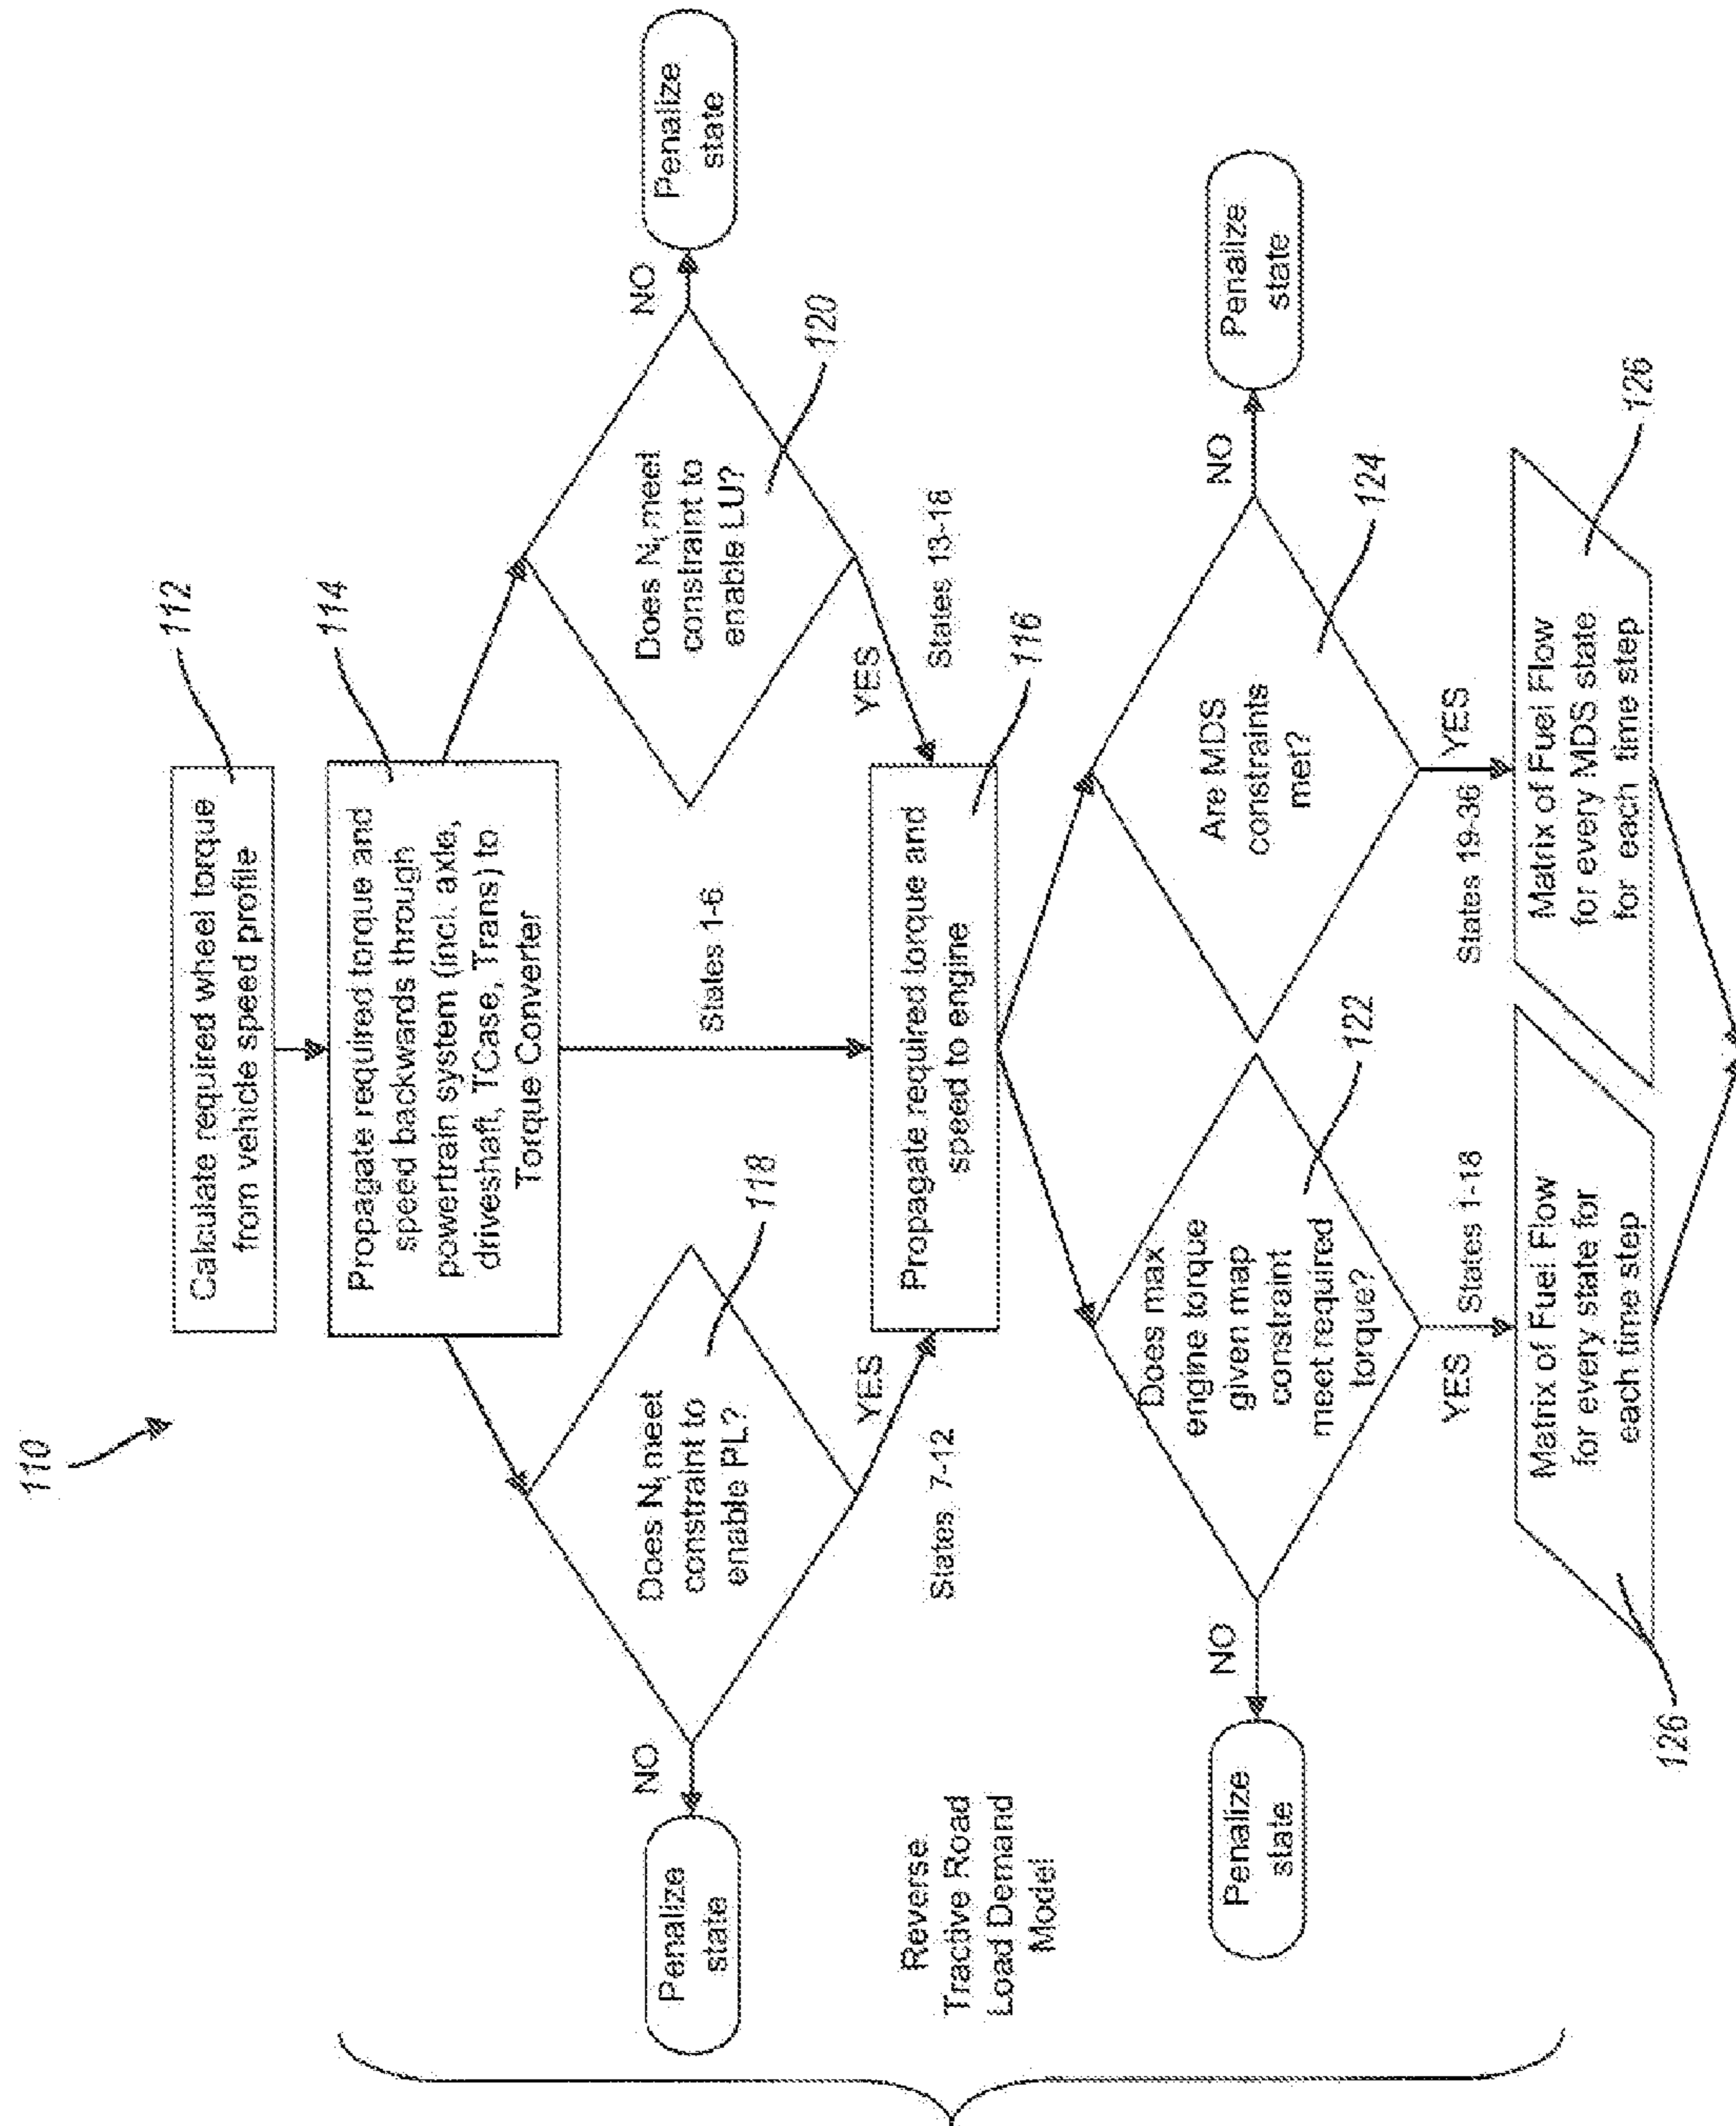 110
112
Calculate required wheel torque
from vehicle speed profile
114
Propagate required torque and
speed backwards through
powertrain system (incl. axle,
driveshaft, TCase, Trans) to
Torque Converter
Does Nt meet
constraint to
enable PL?
118
NO
Penalize
state
YES
States 7-12
States 1-6
Does Nt meet
constraint to
enable LU?
120
NO
Penalize
state
YES
States 13-18
116
Propagate required torque and
speed to engine
Reverse
Tractive Road
Load Demand
Model
Does max
engine torque
given map
constraint
meet required
torque?
122
NO
Penalize
state
YES
States 1-18
Are MDS
constraints
met?
124
NO
Penalize
state
States 19-36
YES
Matrix of Fuel Flow
for every state for
each time step
126
Matrix of Fuel Flow
for every MDS state
for each time step
126